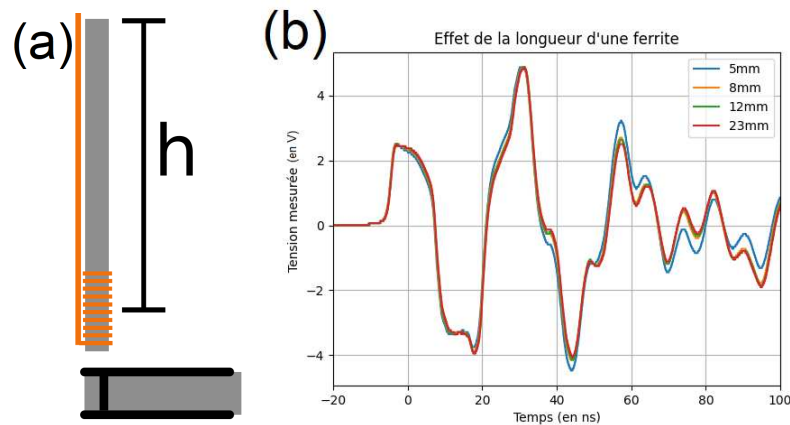 (a)
h
(b)
Effet de la longueur d'une ferrite
5mm
8mm
12mm
23mm
Tension mesurée (en V)
4
2
0
−2
−4
−20 0 20 40 60 80 100
Temps (en ns)